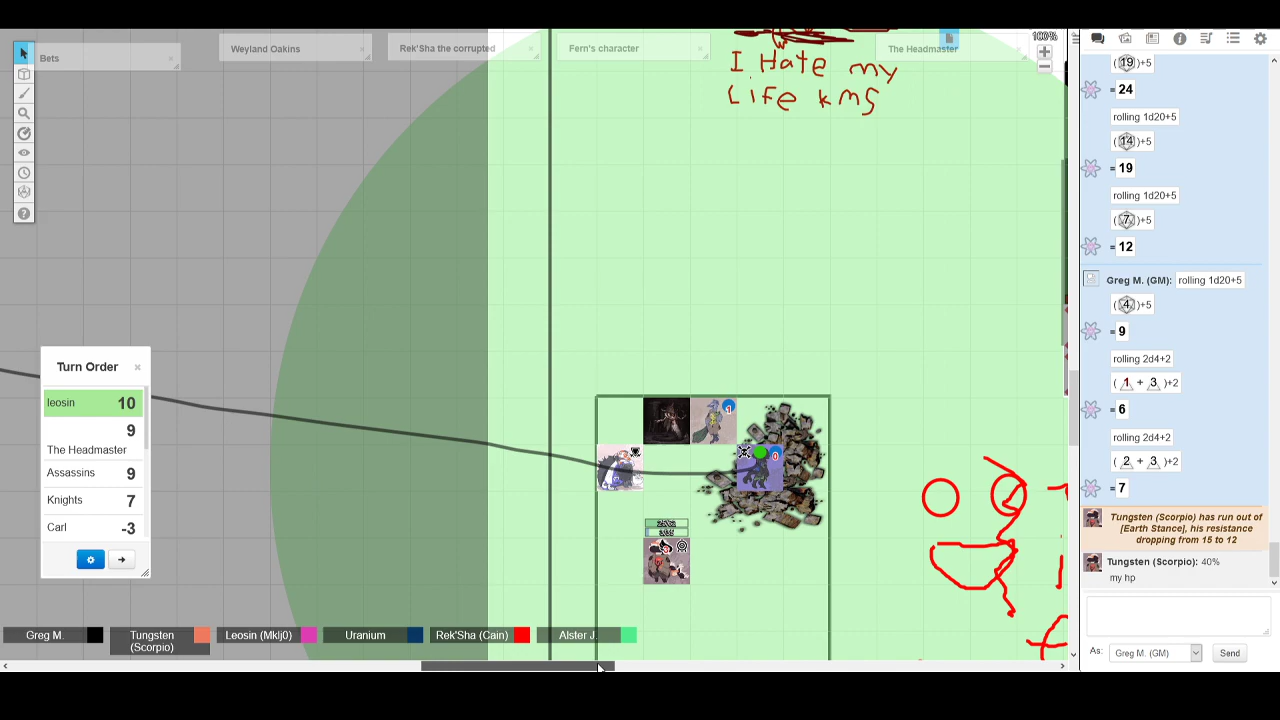 Bets
Weyland Oakins
Rek'Sha the corrupted
Fern's character
The Headmaster
100%
I Hate my
Life kms
Turn Order
leosin 10
9
The Headmaster
Assassins 9
Knights 7
Carl -3
1
0
Greg M.
Tungsten (Scorpio)
Leosin (Mklj0)
Uranium
Rek'Sha (Cain)
Alster J.
(19)+5
= 24
rolling 1d20+5
(14)+5
= 19
rolling 1d20+5
(7)+5
= 12
Greg M. (GM): rolling 1d20+5
(4)+5
= 9
rolling 2d4+2
(1 + 3)+2
= 6
rolling 2d4+2
(2 + 3)+2
= 7
Tungsten (Scorpio) has run out of
[Earth Stance], his resistance
dropping from 15 to 12
Tungsten (Scorpio): 40%
my hp
As: Greg M. (GM)
Send